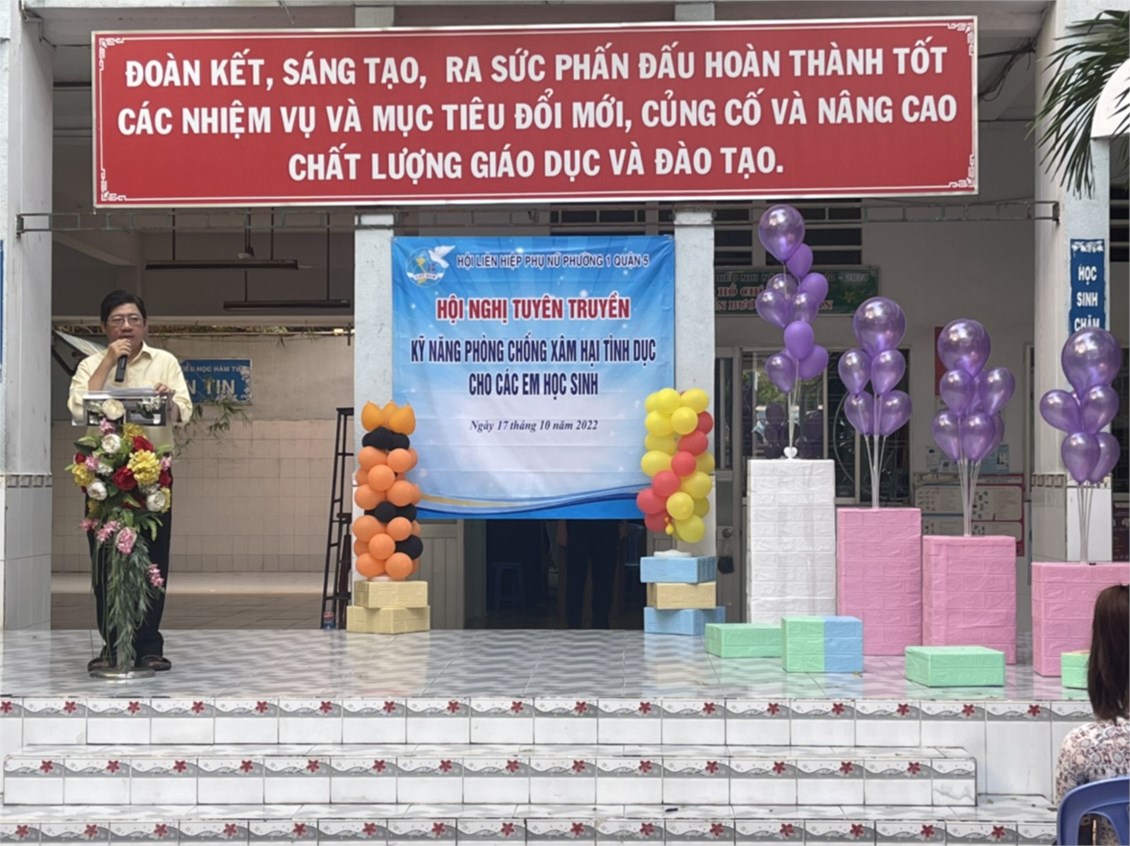 ĐOÀN KẾT, SÁNG TẠO, RA SỨC PHẤN ĐẤU HOÀN THÀNH TỐT
CÁC NHIỆM VỤ VÀ MỤC TIÊU ĐỔI MỚI, CỦNG CỐ VÀ NÂNG CAO
CHẤT LƯỢNG GIÁO DỤC VÀ ĐÀO TẠO.
HỘI LIÊN HIỆP PHỤ NỮ PHƯỜNG 1 QUẬN 5
HỘI NGHỊ TUYÊN TRUYỀN
KỸ NĂNG PHÒNG CHỐNG XÂM HẠI TÌNH DỤC
CHO CÁC EM HỌC SINH
Ngày 17 tháng 10 năm 2022
HỌC
SINH
CHĂM
HỌC HÀM
TIN